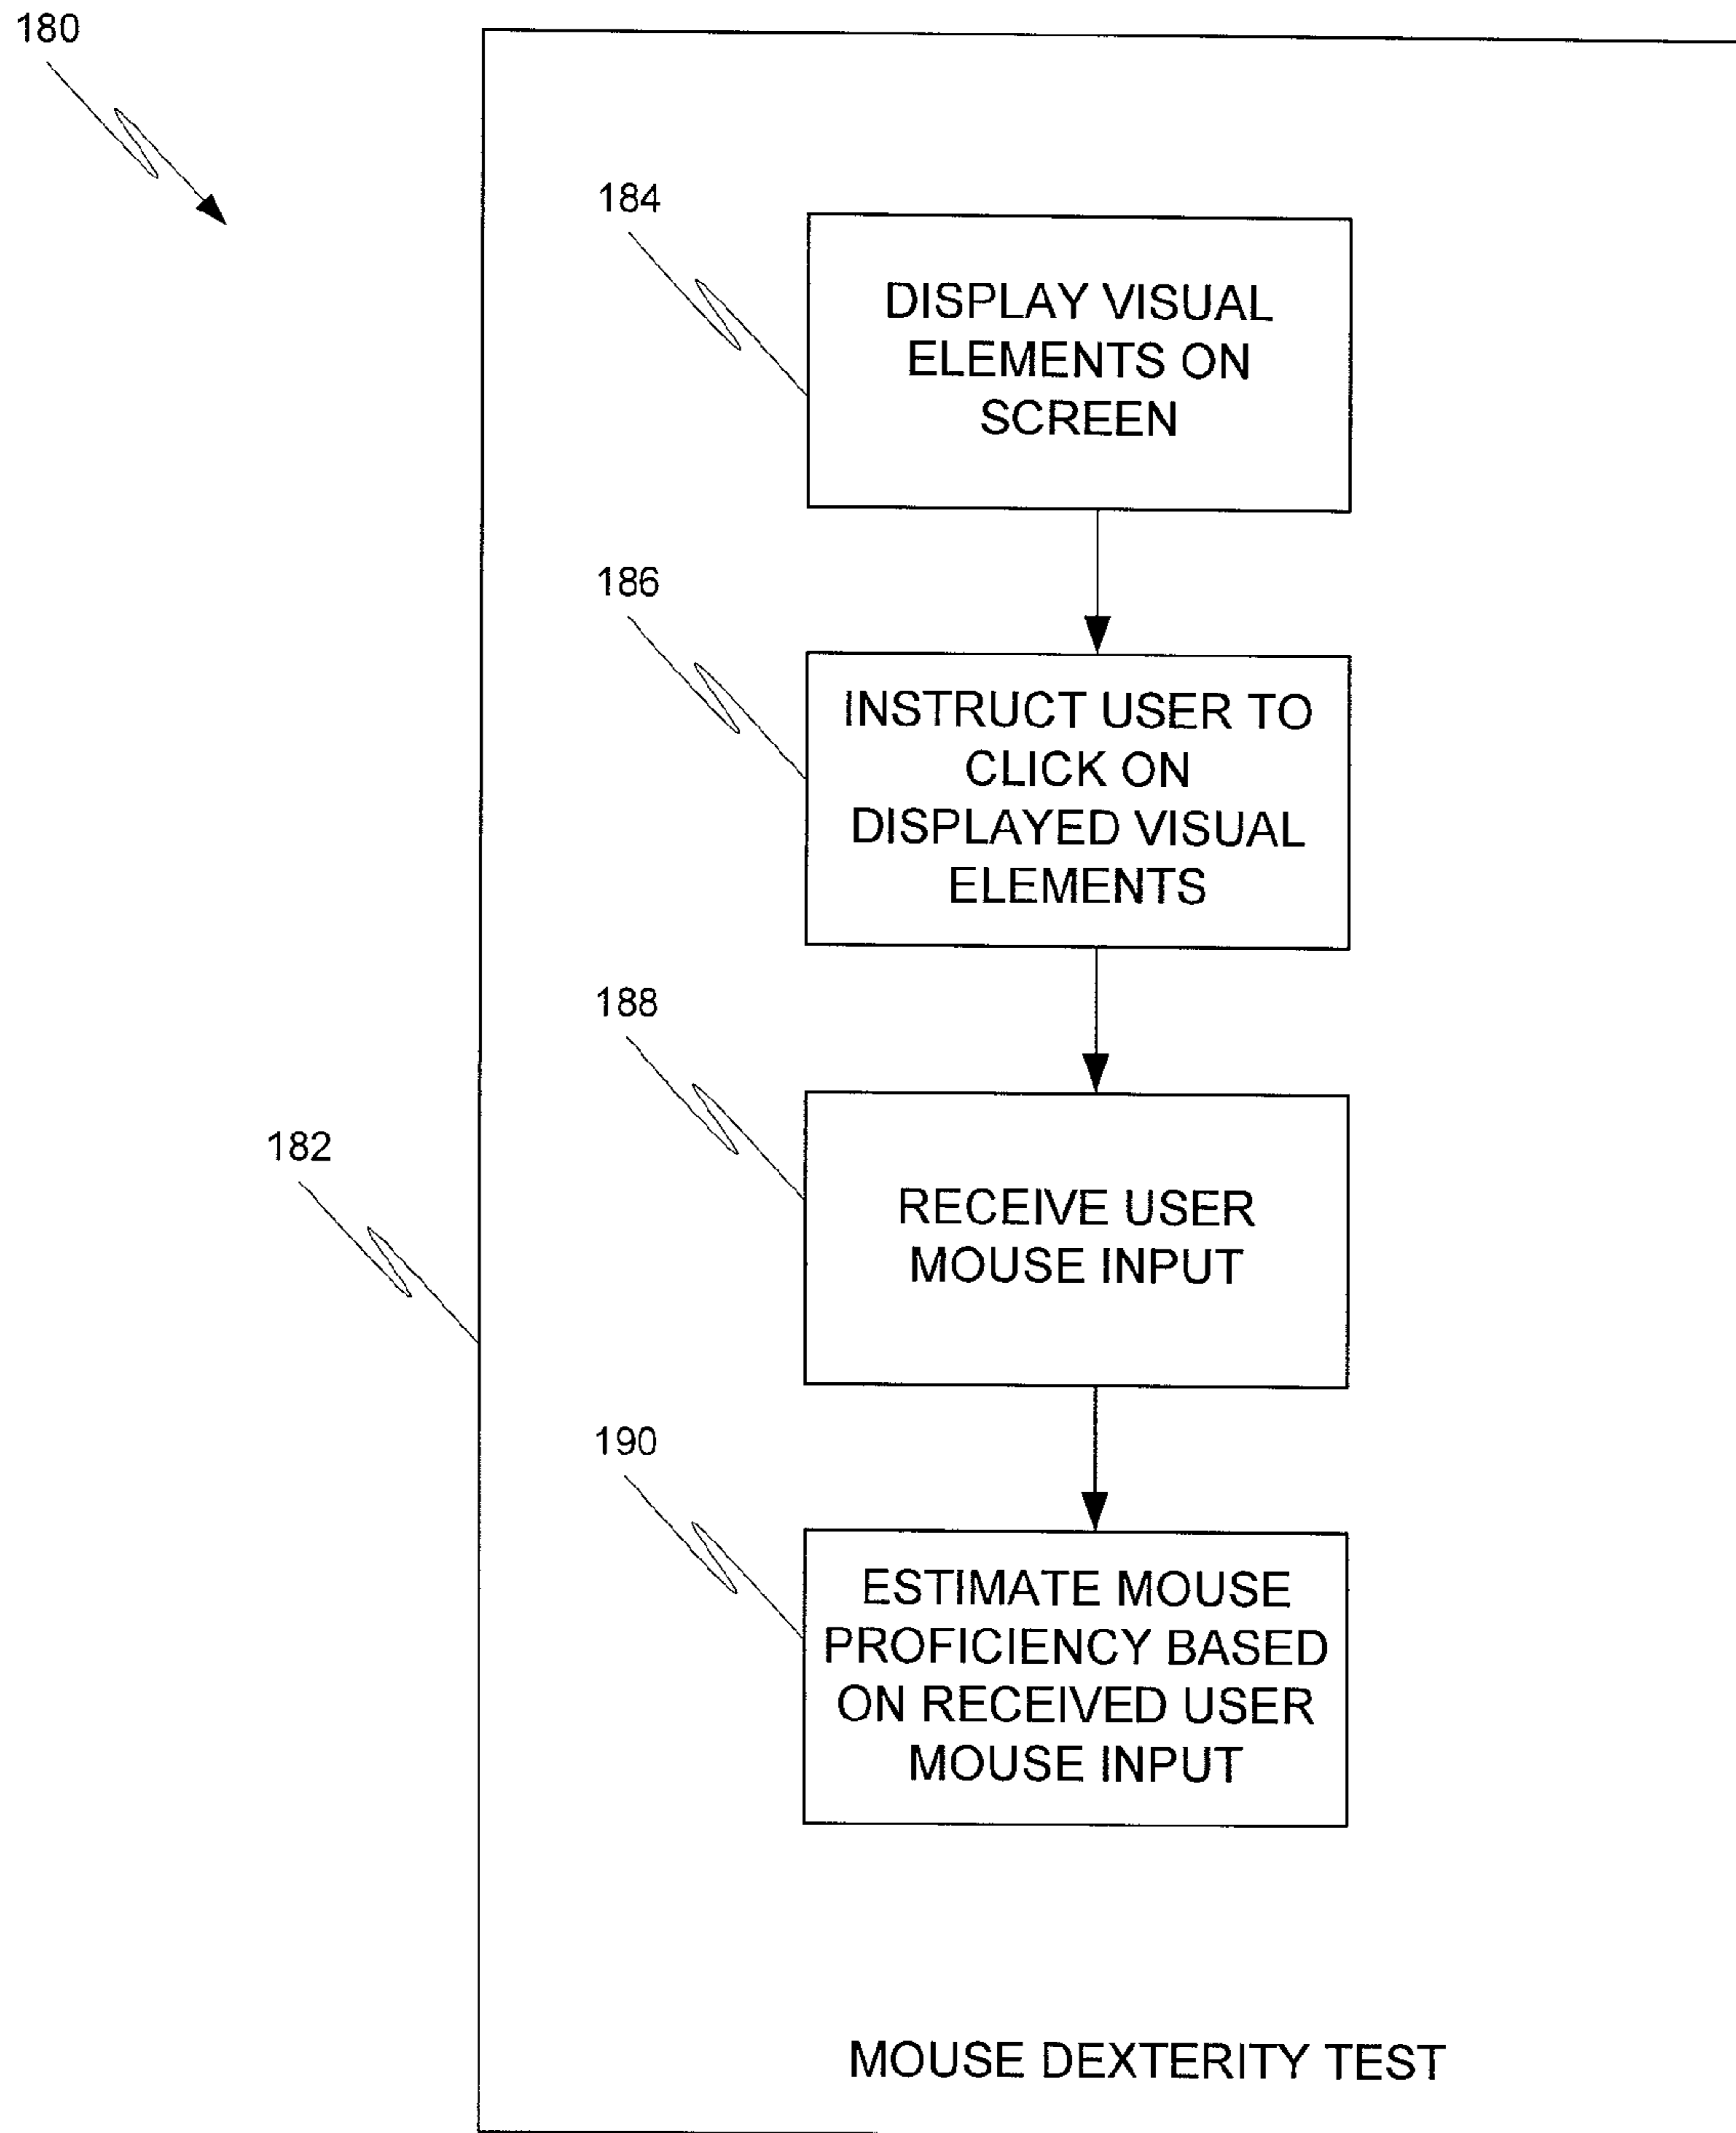 180
184
DISPLAY VISUAL
ELEMENTS ON
SCREEN
186
INSTRUCT USER TO
CLICK ON
DISPLAYED VISUAL
ELEMENTS
188
182
RECEIVE USER
MOUSE INPUT
190
ESTIMATE MOUSE
PROFICIENCY BASED
ON RECEIVED USER
MOUSE INPUT
MOUSE DEXTERITY TEST